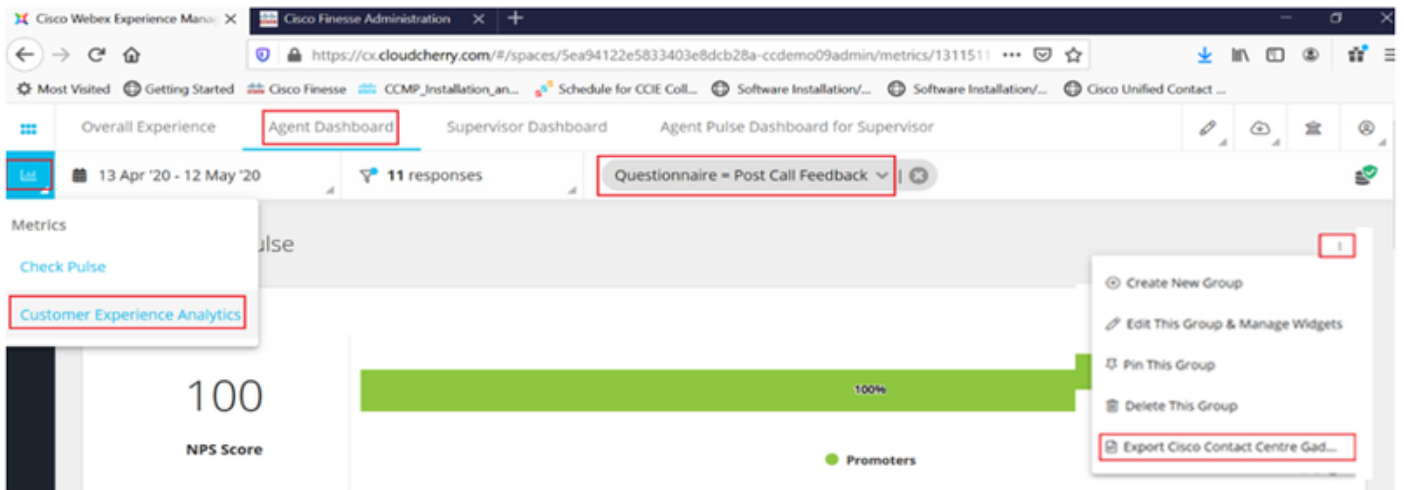 Cisco Webex Experience Mana
Cisco Finesse Administration
https://cx.cloudcherry.com/#/spaces/5ea94122e5833403e8dcb28a-ccdemo09admin/metrics/1311511
Most Visited Getting Started Cisco Finesse CCMP_Installation_an... Schedule for CCIE Coll... Software Installation/... Software Installation/... Cisco Unified Contact ...
Overall Experience Agent Dashboard Supervisor Dashboard Agent Pulse Dashboard for Supervisor
13 Apr '20 - 12 May '20 11 responses Questionnaire = Post Call Feedback
Metrics
ulse
Check Pulse
Customer Experience Analytics
Create New Group
Edit This Group & Manage Widgets
Pin This Group
Delete This Group
Export Cisco Contact Centre Gad...
100
100%
NPS Score
Promoters